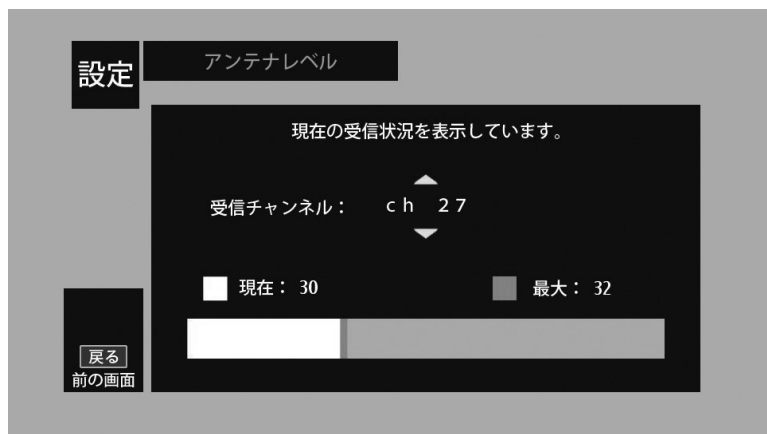 設定
アンテナレベル
現在の受信状況を表示しています。
受信チャンネル： ch 27
現在： 30
最大： 32
戻る
前の画面